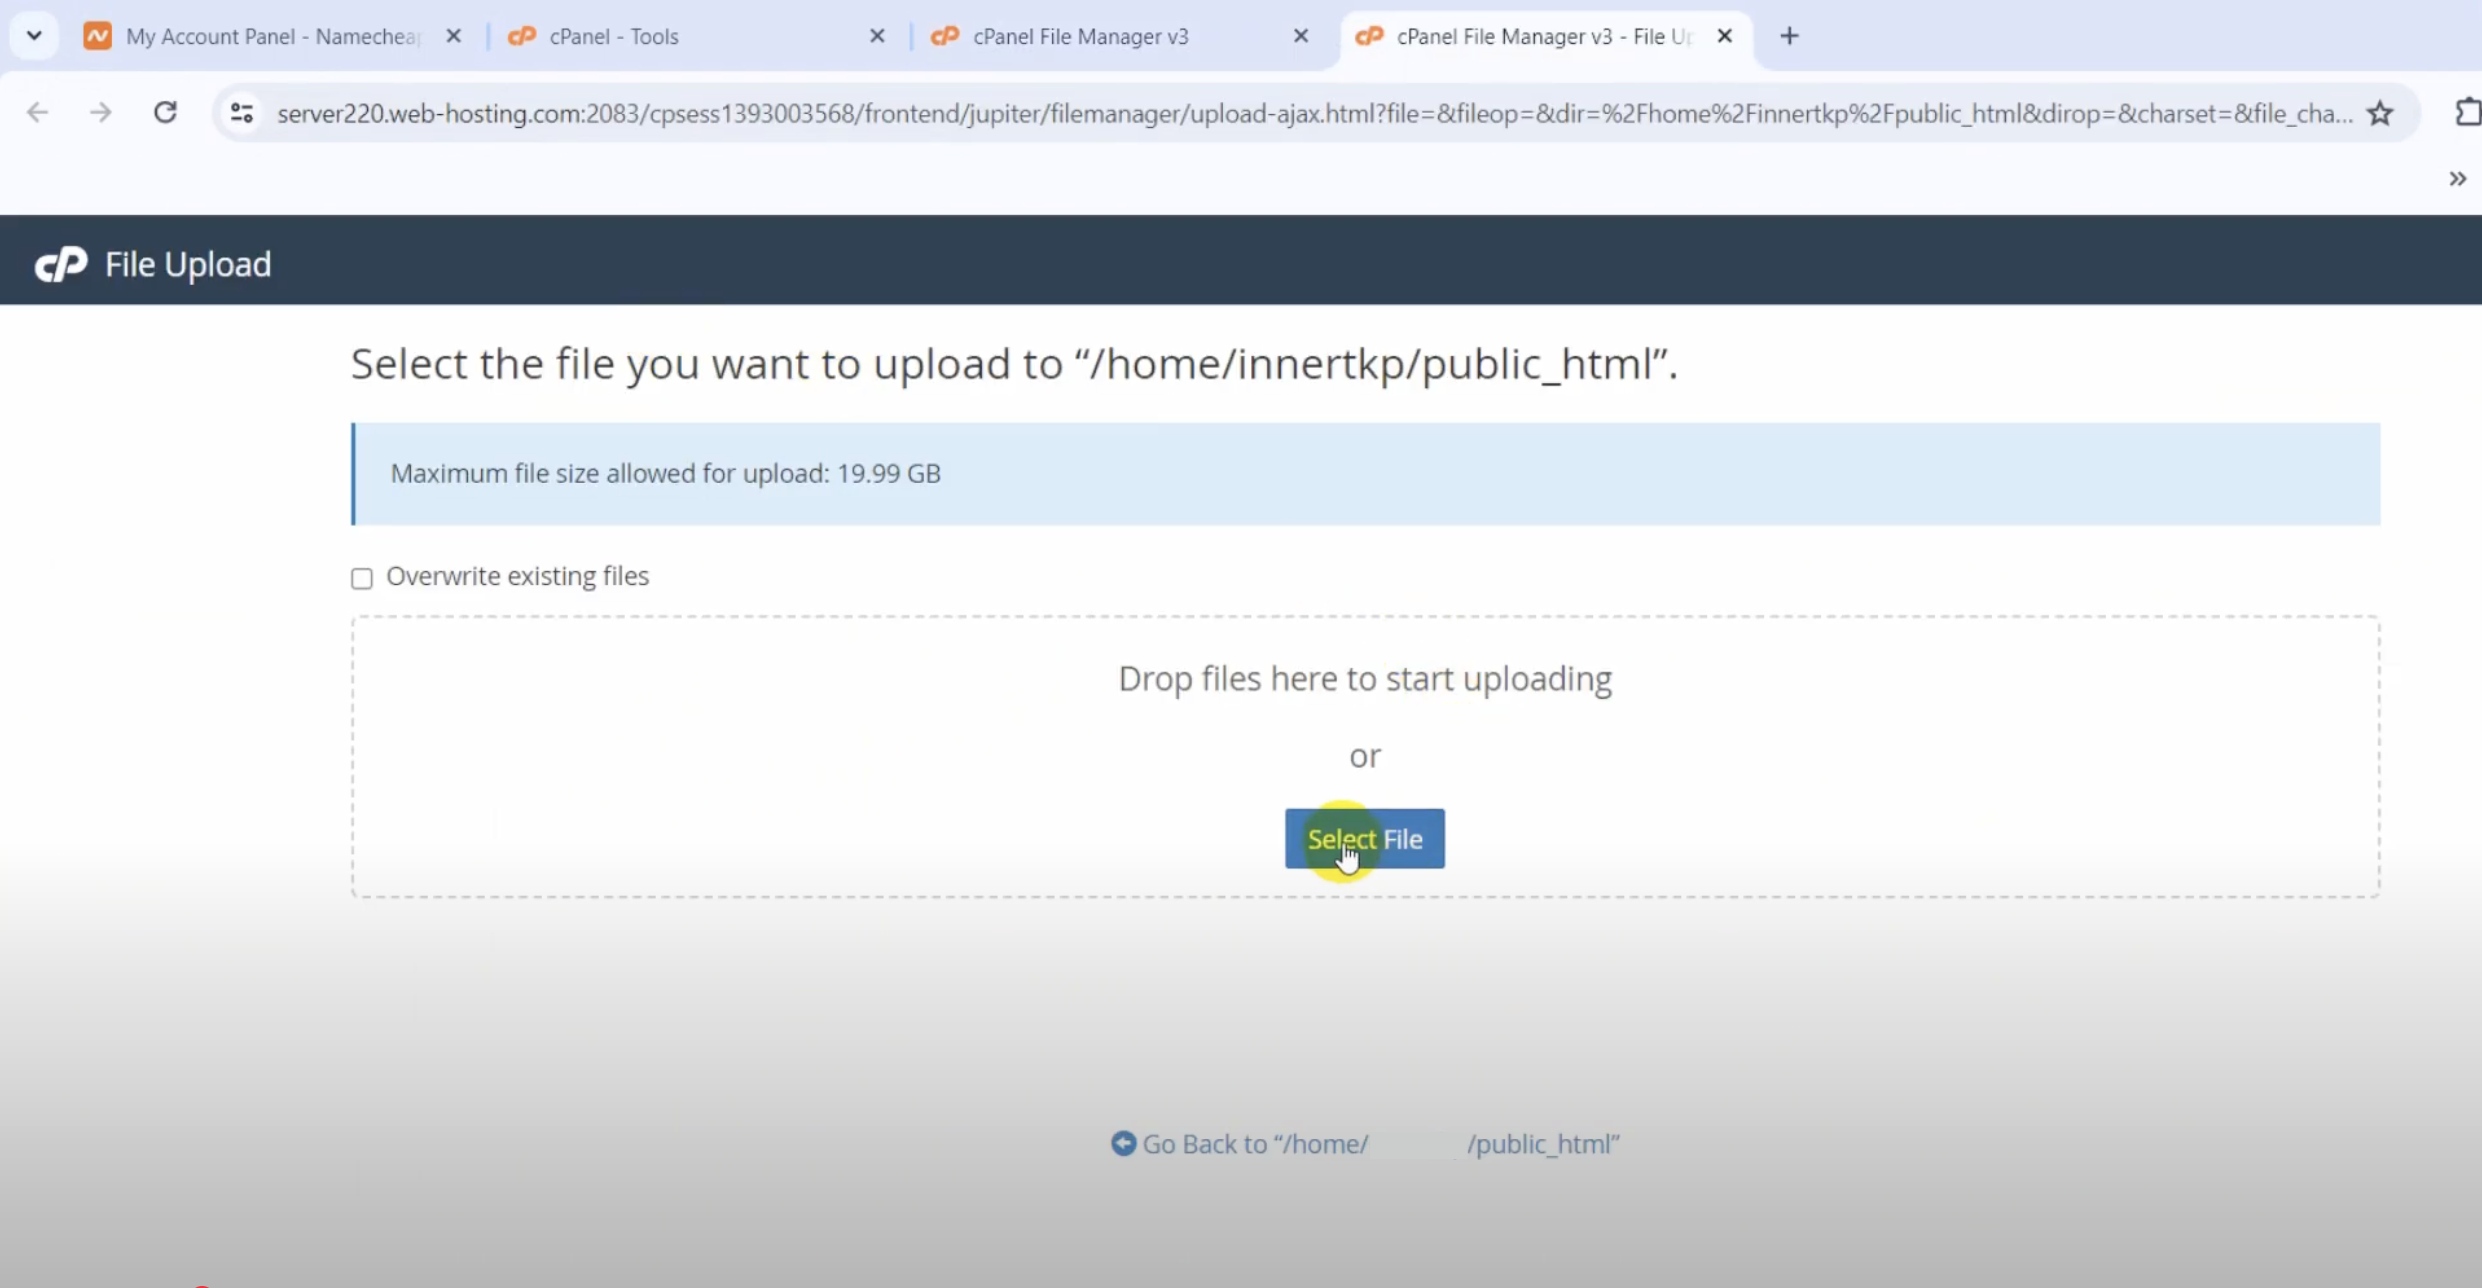 My Account Panel - Namecheap
cPanel - Tools
cPanel File Manager v3
cPanel File Manager v3 - File Up
server220.web-hosting.com:2083/cpsess1393003568/frontend/jupiter/filemanager/upload-ajax.html?file=&fileop=&dir=%2Fhome%2Finnertkp%2Fpublic_html&dirop=&charset=&file_cha...
cP File Upload
Select the file you want to upload to “/home/innertkp/public_html”.
Maximum file size allowed for upload: 19.99 GB
Overwrite existing files
Drop files here to start uploading
or
Select File
Go Back to “/home/ /public_html”